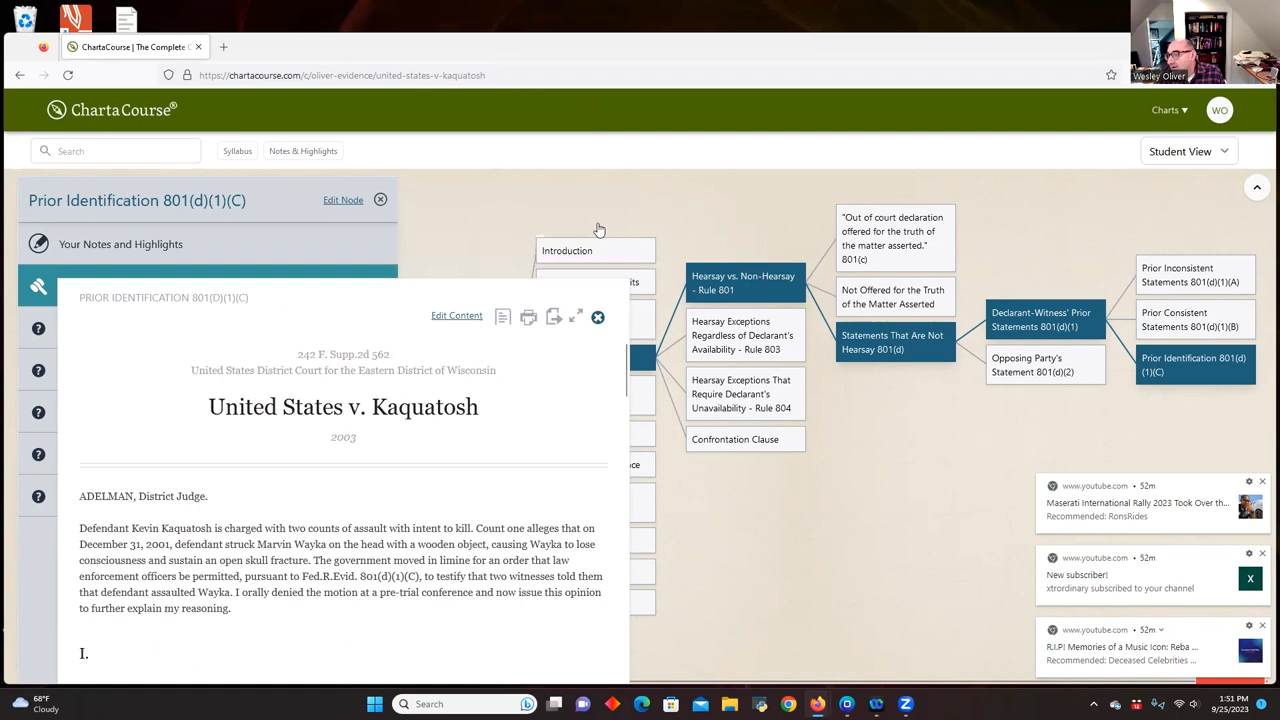 ChartaCourse | The Complete C
https://chartacourse.com/c/oliver-evidence/united-states-v-kaquatosh
Wesley Oliver
ChartaCourse®
Charts
WO
Search
Syllabus
Notes & Highlights
Student View
Prior Identification 801(d)(1)(C)
Edit Node
Your Notes and Highlights
PRIOR IDENTIFICATION 801(D)(1)(C)
Edit Content
242 F. Supp.2d 562
United States District Court for the Eastern District of Wisconsin
United States v. Kaquatosh
2003
ADELMAN, District Judge.
Defendant Kevin Kaquatosh is charged with two counts of assault with intent to kill. Count one alleges that on
December 31, 2001, defendant struck Marvin Wayka on the head with a wooden object, causing Wayka to lose
consciousness and sustain an open skull fracture. The government moved in limine for an order that law
enforcement officers be permitted, pursuant to Fed.R.Evid. 801(d)(1)(C), to testify that two witnesses told them
that defendant assaulted Wayka. I orally denied the motion at a pre-trial conference and now issue this opinion
to further explain my reasoning.
I.
Introduction
its
nce
Hearsay vs. Non-Hearsay
- Rule 801
Hearsay Exceptions
Regardless of Declarant's
Availability - Rule 803
Hearsay Exceptions That
Require Declarant's
Unavailability - Rule 804
Confrontation Clause
"Out of court declaration
offered for the truth of
the matter asserted."
801(c)
Not Offered for the Truth
of the Matter Asserted
Statements That Are Not
Hearsay 801(d)
Declarant-Witness' Prior
Statements 801(d)(1)
Opposing Party's
Statement 801(d)(2)
Prior Inconsistent
Statements 801(d)(1)(A)
Prior Consistent
Statements 801(d)(1)(B)
Prior Identification 801(d)
(1)(C)
www.youtube.com • 52m
Maserati International Rally 2023 Took Over th...
Recommended: RonsRides
www.youtube.com • 52m
New subscriber!
xtrordinary subscribed to your channel
X
www.youtube.com • 52m
R.I.P! Memories of a Music Icon: Reba ...
Recommended: Deceased Celebrities ...
68°F
Cloudy
Search
1:51 PM
9/25/2023